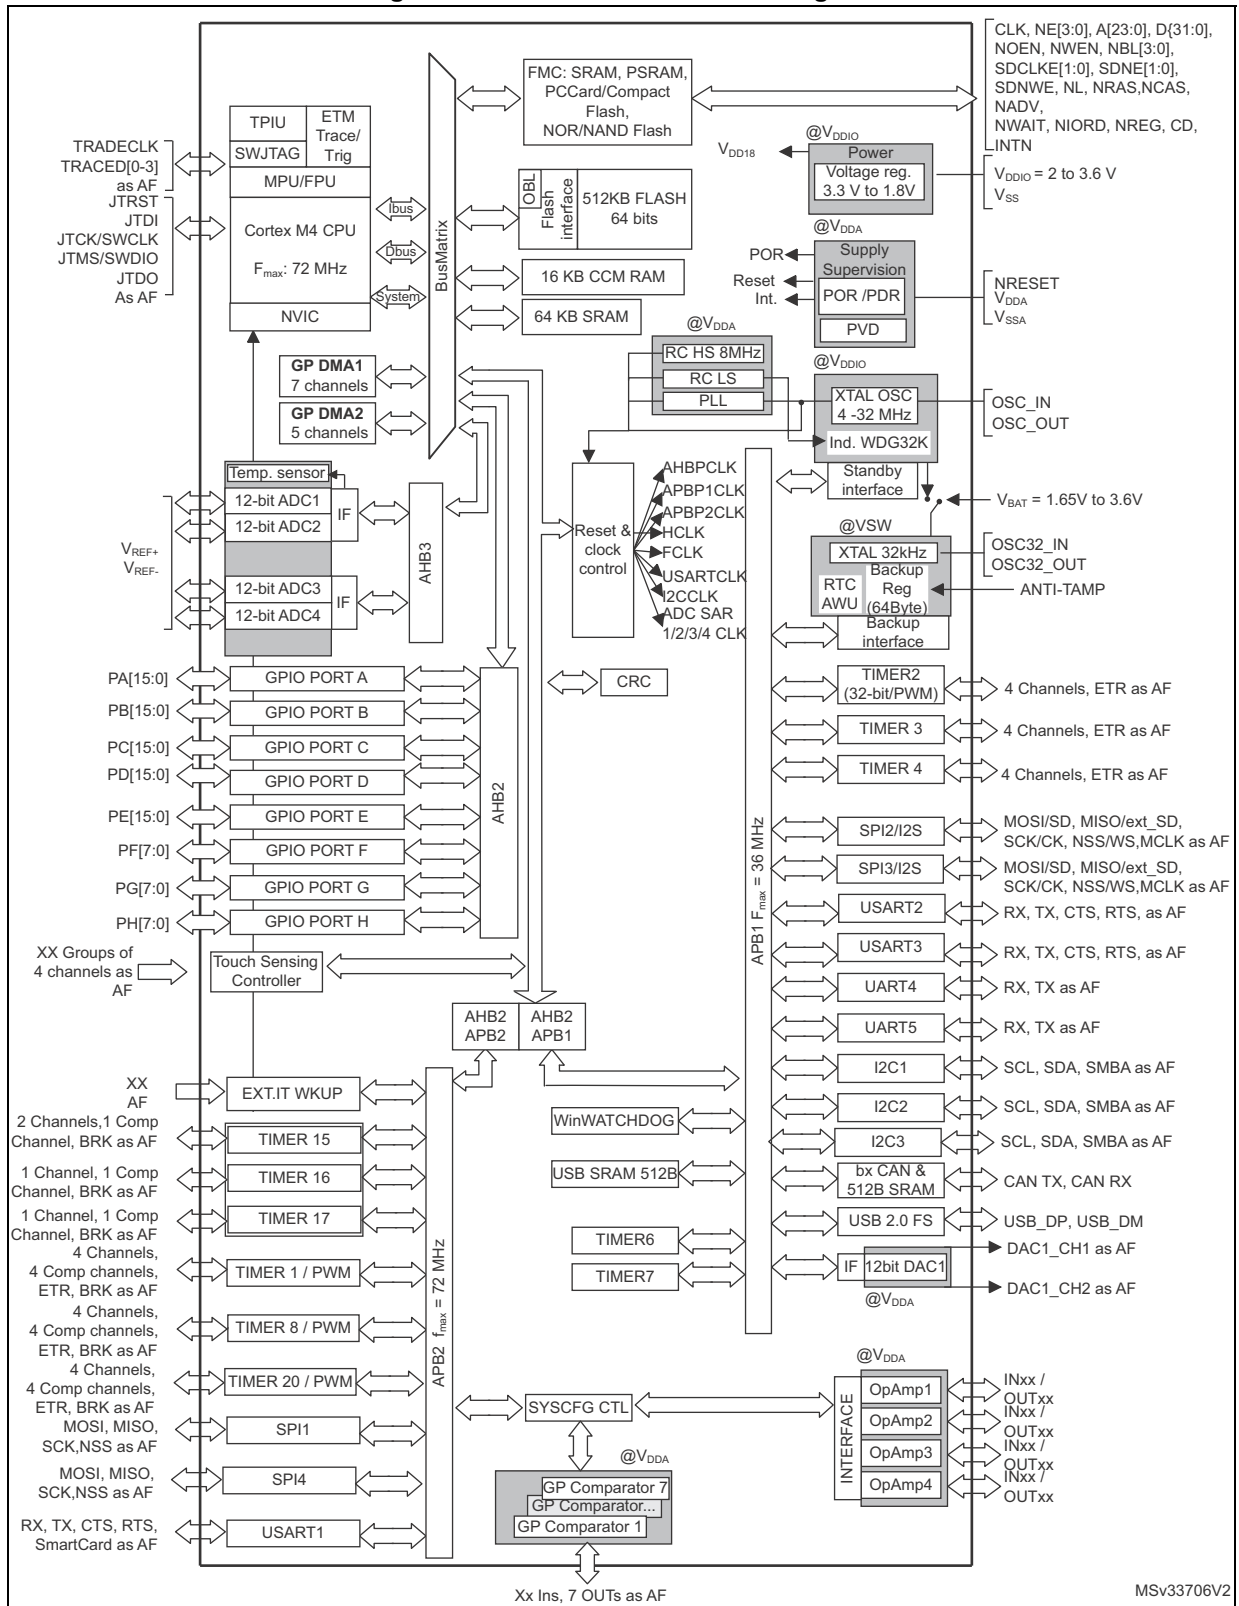 CLK, NE[3:0], A[23:0], D{31:0],
NOEN, NWEN, NBL[3:0],
SDCLKE[1:0], SDNE[1:0],
SDNWE, NL, NRAS,NCAS,
NADV,
NWAIT, NIORD, NREG, CD,
INTN
FMC: SRAM, PSRAM,
PCCard/Compact
Flash,
NOR/NAND Flash
TPIU
ETM
Trace/
Trig
SWJTAG
MPU/FPU
Cortex M4 CPU
Fmax: 72 MHz
NVIC
TRADECLK
TRACED[0-3]
as AF
JTRST
JTDI
JTCK/SWCLK
JTMS/SWDIO
JTDO
As AF
Ibus
Dbus
System
BusMatrix
OBL
Flash
interface
512KB FLASH
64 bits
16 KB CCM RAM
64 KB SRAM
@VDDIO
VDD18
Power
Voltage reg.
3.3 V to 1.8V
VDDIO = 2 to 3.6 V
VSS
@VDDA
POR
Reset
Int.
Supply
Supervision
POR /PDR
PVD
NRESET
VDDA
VSSA
@VDDA
RC HS 8MHz
RC LS
PLL
@VDDIO
XTAL OSC
4 -32 MHz
Ind. WDG32K
Standby
interface
OSC_IN
OSC_OUT
VBAT = 1.65V to 3.6V
@VSW
XTAL 32kHz
RTC
AWU
Backup
Reg
(64Byte)
Backup
interface
OSC32_IN
OSC32_OUT
ANTI-TAMP
GP DMA1
7 channels
GP DMA2
5 channels
Temp. sensor
12-bit ADC1
12-bit ADC2
IF
VREF+
VREF-
12-bit ADC3
12-bit ADC4
IF
AHB3
Reset &
clock
control
AHBPCLK
APBP1CLK
APBP2CLK
HCLK
FCLK
USARTCLK
I2CCLK
ADC SAR
1/2/3/4 CLK
CRC
PA[15:0]
GPIO PORT A
PB[15:0]
GPIO PORT B
PC[15:0]
GPIO PORT C
PD[15:0]
GPIO PORT D
PE[15:0]
GPIO PORT E
PF[7:0]
GPIO PORT F
PG[7:0]
GPIO PORT G
PH[7:0]
GPIO PORT H
AHB2
XX Groups of
4 channels as
AF
Touch Sensing
Controller
AHB2
APB2
AHB2
APB1
APB1 Fmax = 36 MHz
TIMER2
(32-bit/PWM)
4 Channels, ETR as AF
TIMER 3
4 Channels, ETR as AF
TIMER 4
4 Channels, ETR as AF
SPI2/I2S
MOSI/SD, MISO/ext_SD,
SCK/CK, NSS/WS,MCLK as AF
SPI3/I2S
MOSI/SD, MISO/ext_SD,
SCK/CK, NSS/WS,MCLK as AF
USART2
RX, TX, CTS, RTS, as AF
USART3
RX, TX, CTS, RTS, as AF
UART4
RX, TX as AF
UART5
RX, TX as AF
I2C1
SCL, SDA, SMBA as AF
I2C2
SCL, SDA, SMBA as AF
I2C3
SCL, SDA, SMBA as AF
bx CAN &
512B SRAM
CAN TX, CAN RX
USB 2.0 FS
USB_DP, USB_DM
IF
12bit DAC1
@VDDA
DAC1_CH1 as AF
DAC1_CH2 as AF
WinWATCHDOG
USB SRAM 512B
TIMER6
TIMER7
XX
AF
EXT.IT WKUP
2 Channels,1 Comp
Channel, BRK as AF
TIMER 15
1 Channel, 1 Comp
Channel, BRK as AF
TIMER 16
1 Channel, 1 Comp
Channel, BRK as AF
TIMER 17
4 Channels,
4 Comp channels,
ETR, BRK as AF
TIMER 1 / PWM
4 Channels,
4 Comp channels,
ETR, BRK as AF
TIMER 8 / PWM
4 Channels,
4 Comp channels,
ETR, BRK as AF
TIMER 20 / PWM
MOSI, MISO,
SCK,NSS as AF
SPI1
MOSI, MISO,
SCK,NSS as AF
SPI4
RX, TX, CTS, RTS,
SmartCard as AF
USART1
APB2 fmax = 72 MHz
SYSCFG CTL
@VDDA
GP Comparator 7
GP Comparator...
GP Comparator 1
Xx Ins, 7 OUTs as AF
@VDDA
INTERFACE
OpAmp1
INxx /
OUTxx
OpAmp2
INxx /
OUTxx
OpAmp3
INxx /
OUTxx
OpAmp4
INxx /
OUTxx
MSv33706V2